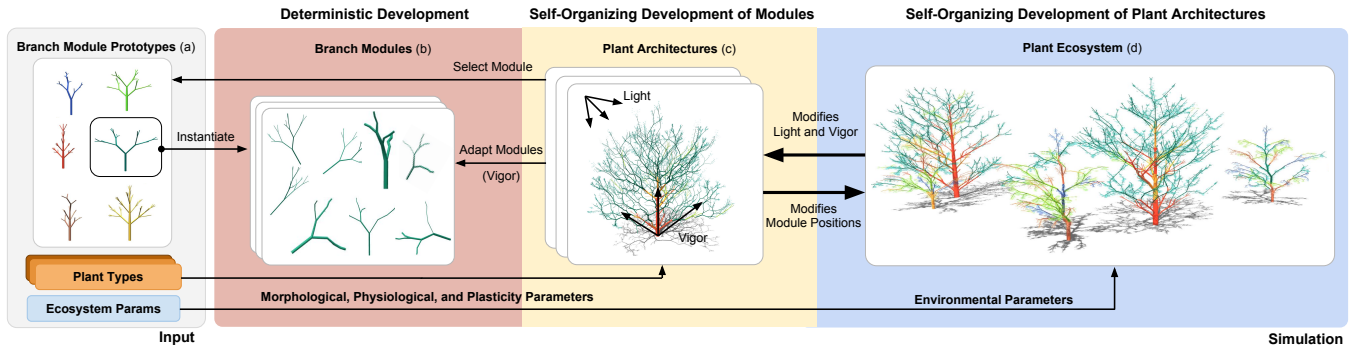 Deterministic Development
Self-Organizing Development of Modules
Self-Organizing Development of Plant Architectures
Branch Module Prototypes (a)
Branch Modules (b)
Plant Architectures (c)
Plant Ecosystem (d)
Select Module
Light
Instantiate
Adapt Modules
(Vigor)
Modifies
Light and Vigor
Modifies
Module Positions
Vigor
Plant Types
Morphological, Physiological, and Plasticity Parameters
Ecosystem Params
Environmental Parameters
Input
Simulation